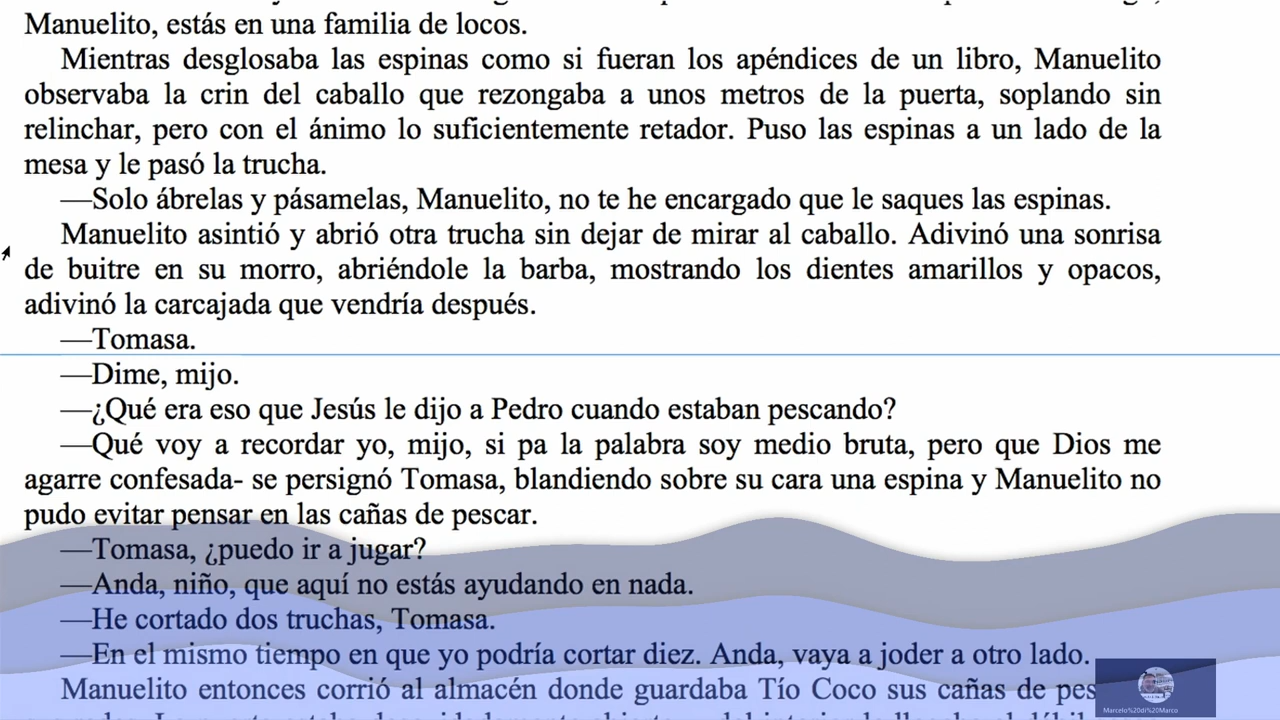 Manuelito, estás en una familia de locos.
Mientras desglosaba las espinas como si fueran los apéndices de un libro, Manuelito
observaba la crin del caballo que rezongaba a unos metros de la puerta, soplando sin
relinchar, pero con el ánimo lo suficientemente retador. Puso las espinas a un lado de la
mesa y le pasó la trucha.
—Solo ábrelas y pásamelas, Manuelito, no te he encargado que le saques las espinas.
Manuelito asintió y abrió otra trucha sin dejar de mirar al caballo. Adivinó una sonrisa
de buitre en su morro, abriéndole la barba, mostrando los dientes amarillos y opacos,
adivinó la carcajada que vendría después.
—Tomasa.
—Dime, mijo.
—¿Qué era eso que Jesús le dijo a Pedro cuando estaban pescando?
—Qué voy a recordar yo, mijo, si pa la palabra soy medio bruta, pero que Dios me
agarre confesada- se persignó Tomasa, blandiendo sobre su cara una espina y Manuelito no
pudo evitar pensar en las cañas de pescar.
—Tomasa, ¿puedo ir a jugar?
—Anda, niño, que aquí no estás ayudando en nada.
—He cortado dos truchas, Tomasa.
—En el mismo tiempo en que yo podría cortar diez. Anda, vaya a joder a otro lado.
Manuelito entonces corrió al almacén donde guardaba Tío Coco sus cañas de pes
Marcelo%20di%20Marco